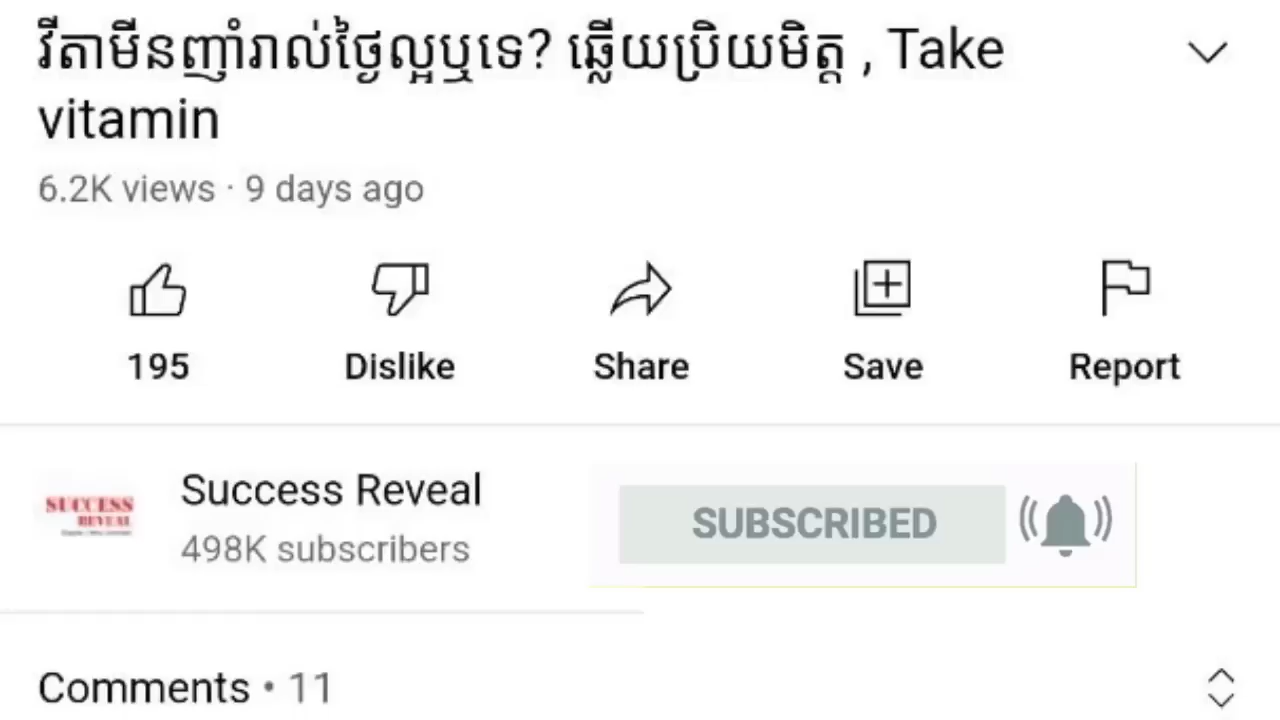 វីតាមីនញ៉ាំរាល់ថ្ងៃល្អឬទេ? ឆ្លើយប្រិយមិត្ត , Take
vitamin
6.2K views · 9 days ago
195 Dislike Share Save Report
SUCCESS
REVEAL
Success Reveal
498K subscribers
SUBSCRIBED
Comments • 11